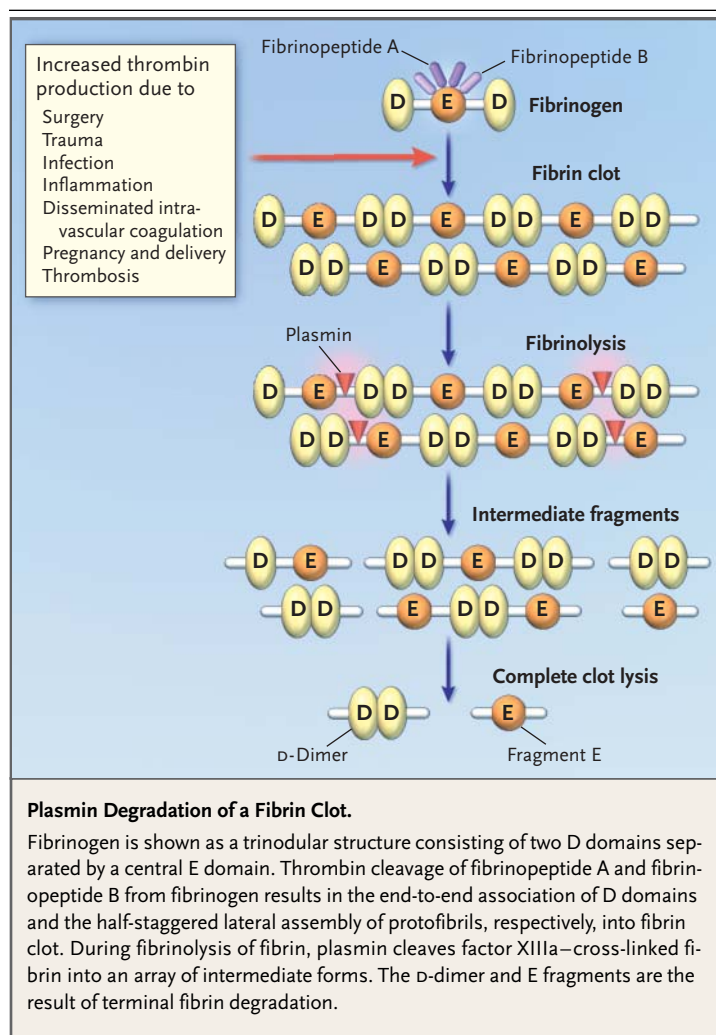 Fibrinopeptide A
Fibrinopeptide B
Increased thrombin
production due to
Surgery
Trauma
Infection
Inflammation
Disseminated intra-
vascular coagulation
Pregnancy and delivery
Thrombosis
D E D
Fibrinogen
Fibrin clot
D E D D E D D E D D
D D E D D E D D E
Plasmin
Fibrinolysis
D E D D E D D E D D
D D E D D E D D E
Intermediate fragments
D E D D E D D D D
D D E D D E E
Complete clot lysis
D D E
D-Dimer
Fragment E
Plasmin Degradation of a Fibrin Clot.
Fibrinogen is shown as a trinodular structure consisting of two D domains sep-
arated by a central E domain. Thrombin cleavage of fibrinopeptide A and fibrin-
opeptide B from fibrinogen results in the end-to-end association of D domains
and the half-staggered lateral assembly of protofibrils, respectively, into fibrin
clot. During fibrinolysis of fibrin, plasmin cleaves factor XIIIa–cross-linked fi-
brin into an array of intermediate forms. The D-dimer and E fragments are the
result of terminal fibrin degradation.